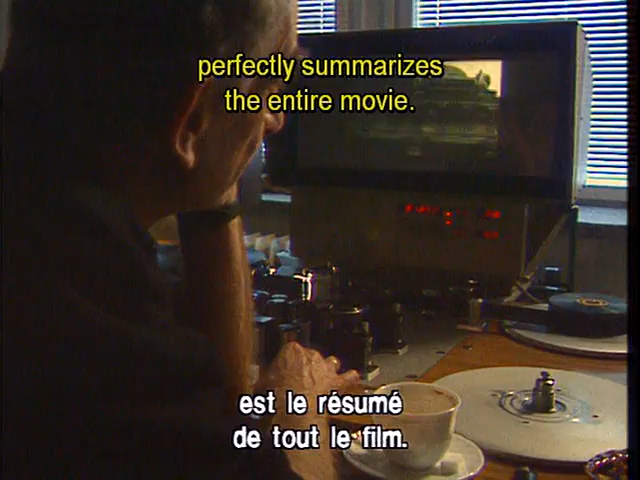 perfectly summarizes
the entire movie.
est le résumé
de tout le film.